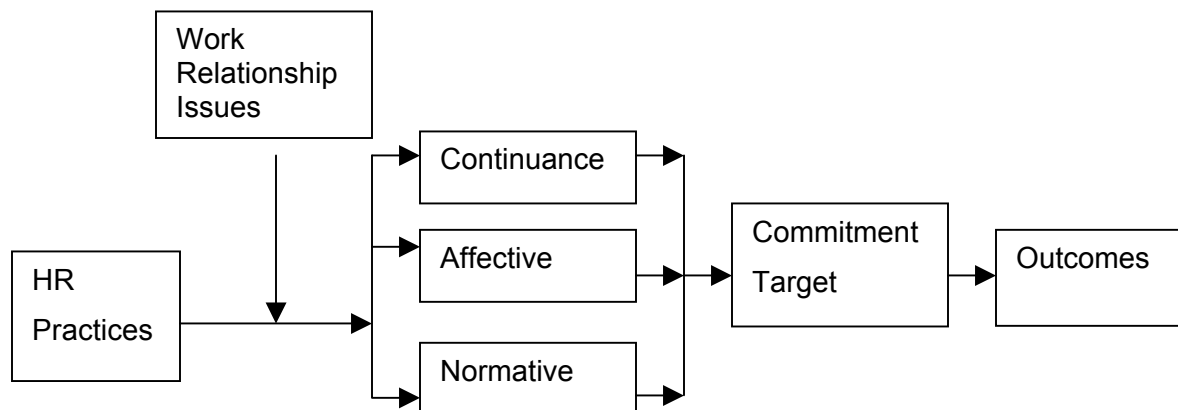 Work
Relationship
Issues
Continuance
Affective
Normative
HR
Practices
Commitment
Target
Outcomes